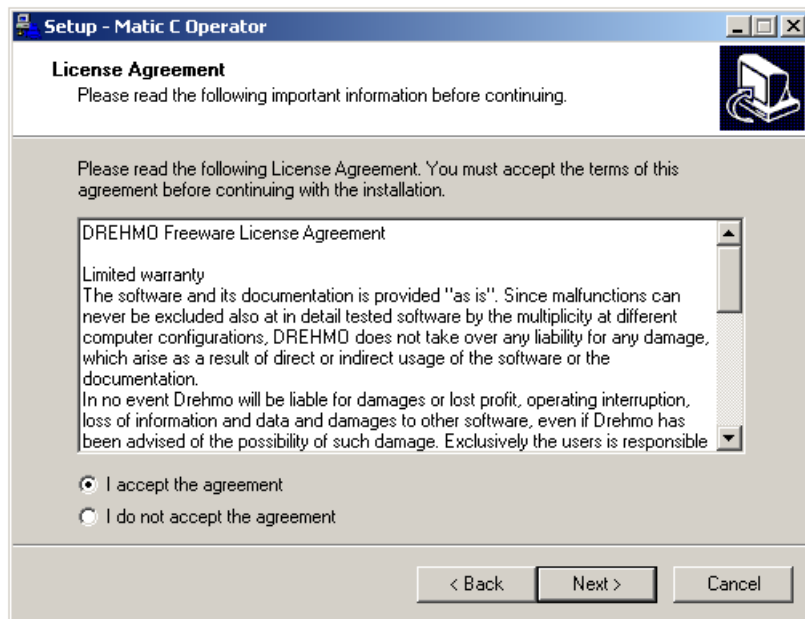 Setup - Matic C Operator
License Agreement
Please read the following important information before continuing.
Please read the following License Agreement. You must accept the terms of this
agreement before continuing with the installation.
DREHMO Freeware License Agreement
Limited warranty
The software and its documentation is provided "as is". Since malfunctions can
never be excluded also at in detail tested software by the multiplicity at different
computer configurations, DREHMO does not take over any liability for any damage,
which arise as a result of direct or indirect usage of the software or the
documentation.
In no event Drehmo will be liable for damages or lost profit, operating interruption,
loss of information and data and damages to other software, even if Drehmo has
been advised of the possibility of such damage. Exclusively the users is responsible
I accept the agreement
I do not accept the agreement
< Back Next > Cancel